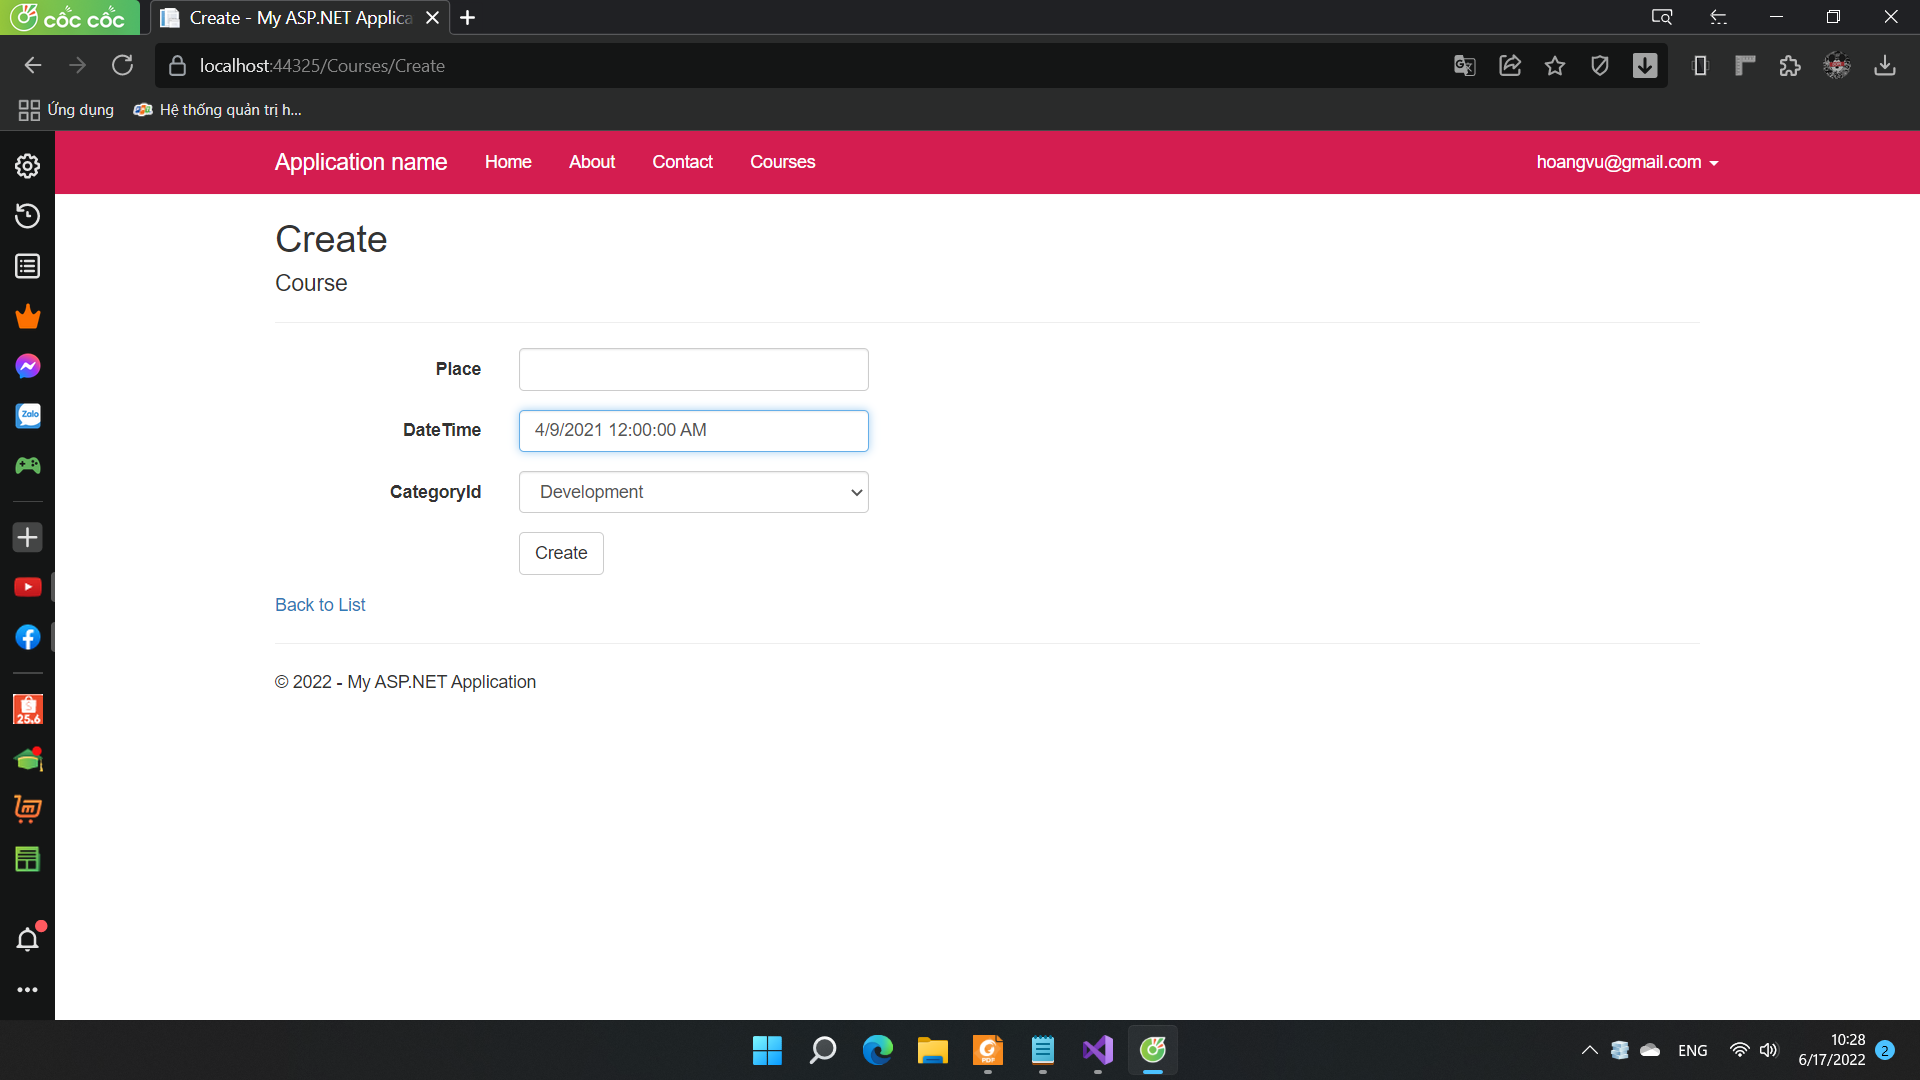 cốc cốc
Create - My ASP.NET Applica
localhost:44325/Courses/Create
Ứng dụng
Hệ thống quản trị h...
Application name
Home
About
Contact
Courses
hoangvu@gmail.com
Create
Course
Place
DateTime
4/9/2021 12:00:00 AM
CategoryId
Development
Create
Back to List
© 2022 - My ASP.NET Application
Zalo
25.6
PDF
ENG
10:28
6/17/2022
2